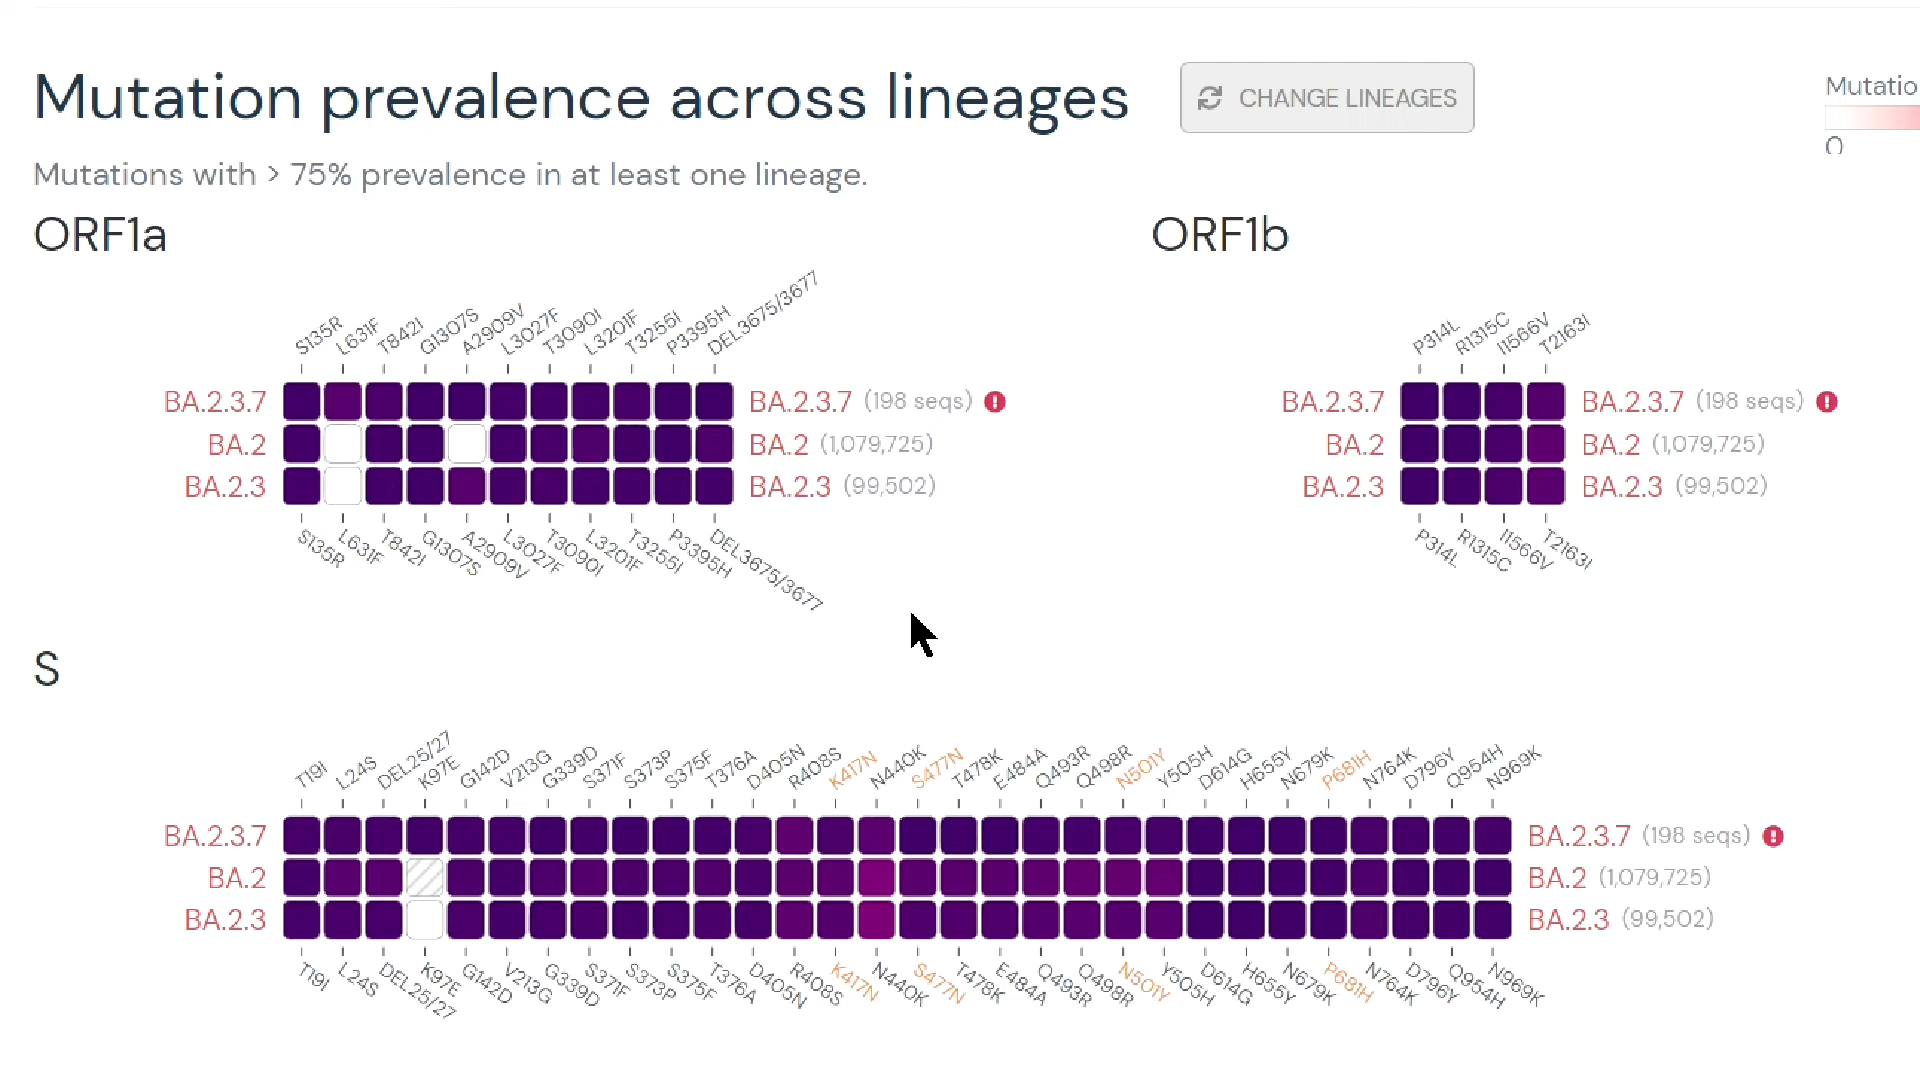 Mutation prevalence across lineages
CHANGE LINEAGES
Mutatio
0
Mutations with > 75% prevalence in at least one lineage.
ORF1a
S135R L631F T842I G1307S A2909V L3027F T3090I L3201F T3255I P3395H DEL3675/3677
BA.2.3.7 BA.2.3.7 (198 seqs)
BA.2 BA.2 (1,079,725)
BA.2.3 BA.2.3 (99,502)
S135R L631F T842I G1307S A2909V L3027F T3090I L3201F T3255I P3395H DEL3675/3677
ORF1b
P314L R1315C I1566V T2163I
BA.2.3.7 BA.2.3.7 (198 seqs)
BA.2 BA.2 (1,079,725)
BA.2.3 BA.2.3 (99,502)
P314L R1315C I1566V T2163I
S
T19I L24S DEL25/27 K97E G142D V213G G339D S371F S373P S375F T376A D405N R408S K417N N440K S477N T478K E484A Q493R Q498R N501Y Y505H D614G H655Y N679K P681H N764K D796Y Q954H N969K
BA.2.3.7 BA.2.3.7 (198 seqs)
BA.2 BA.2 (1,079,725)
BA.2.3 BA.2.3 (99,502)
T19I L24S DEL25/27 K97E G142D V213G G339D S371F S373P S375F T376A D405N R408S K417N N440K S477N T478K E484A Q493R Q498R N501Y Y505H D614G H655Y N679K P681H N764K D796Y Q954H N969K